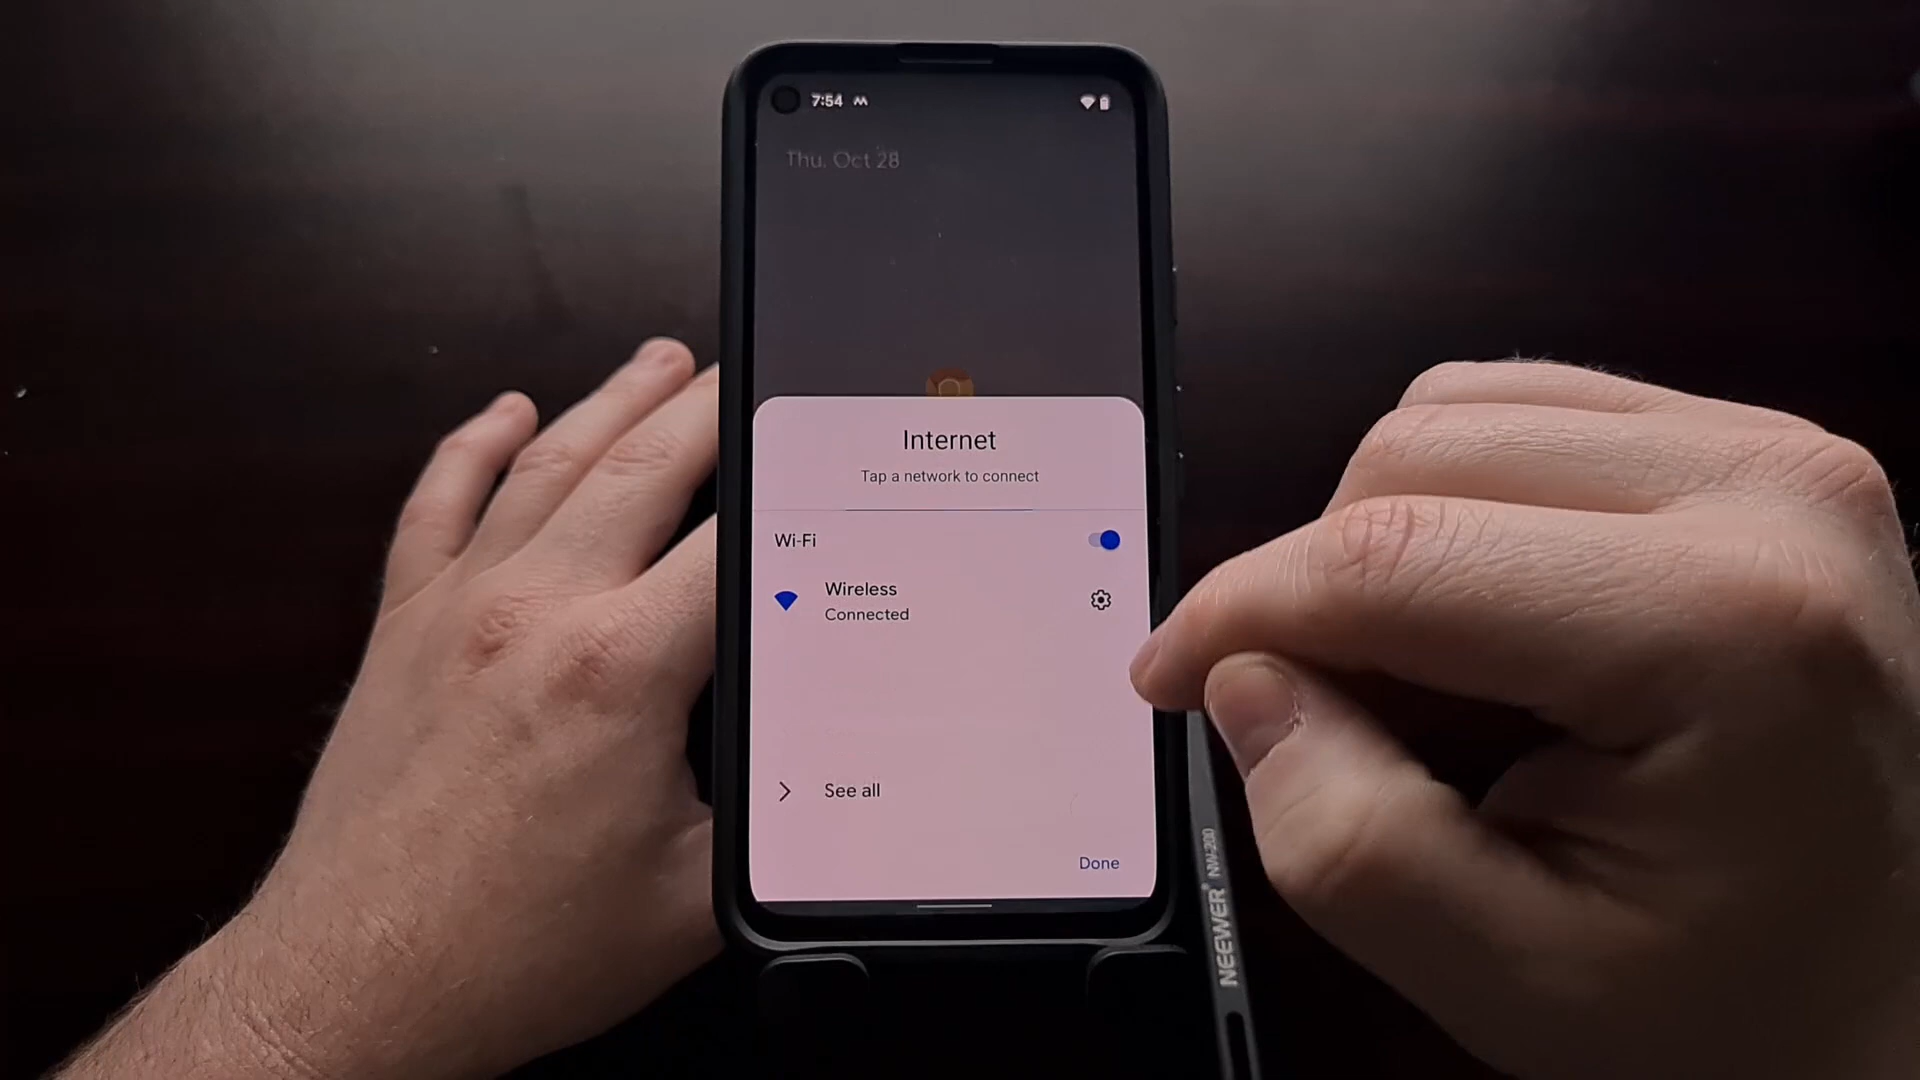 7:54
Thu, Oct 28
Internet
Tap a network to connect
Wi-Fi
Wireless
Connected
See all
Done
NEEWER® NW-200